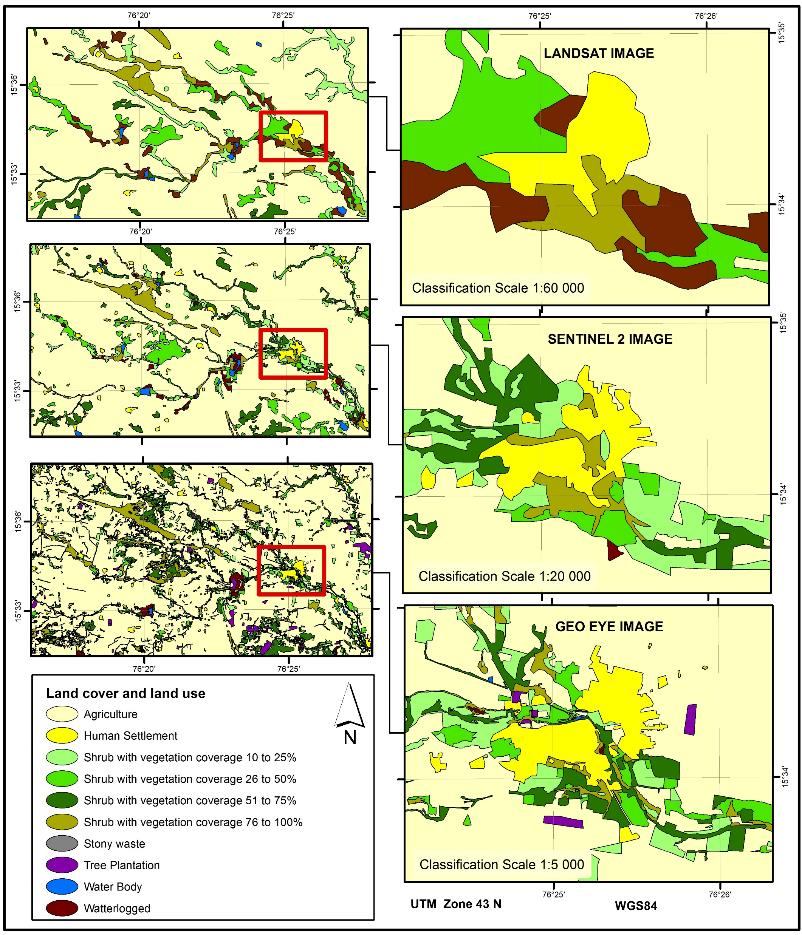 76°20'
76°25'
76°25'
76°26'
15°35'
LANDSAT IMAGE
15°36'
15°33'
15°34'
Classification Scale 1:60 000
76°20'
76°25'
15°35'
SENTINEL 2 IMAGE
15°36'
15°33'
15°34'
Classification Scale 1:20 000
GEO EYE IMAGE
15°36'
15°33'
76°20'
76°25'
15°34'
Classification Scale 1:5 000
76°25'
76°26'
UTM Zone 43 N
WGS84
Land cover and land use
Agriculture
Human Settlement
Shrub with vegetation coverage 10 to 25%
Shrub with vegetation coverage 26 to 50%
Shrub with vegetation coverage 51 to 75%
Shrub with vegetation coverage 76 to 100%
Stony waste
Tree Plantation
Water Body
Watterlogged
N